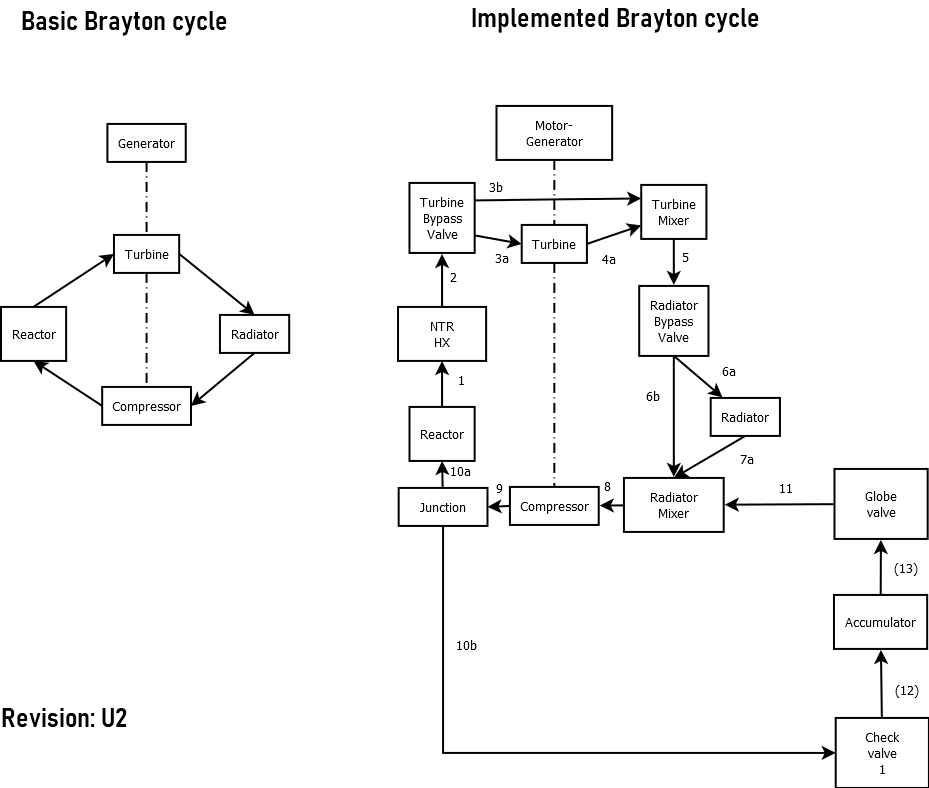 Basic Brayton cycle
Implemented Brayton cycle
Generator
Turbine
Reactor
Radiator
Compressor
Motor-
Generator
Turbine
Bypass
Valve
3b
Turbine
Mixer
3a
Turbine
4a
5
2
Radiator
Bypass
Valve
NTR
HX
6a
1
6b
Radiator
Reactor
7a
10a
9
8
11
Junction
Compressor
Radiator
Mixer
Globe
valve
(13)
Accumulator
10b
(12)
Revision: U2
Check
valve
1